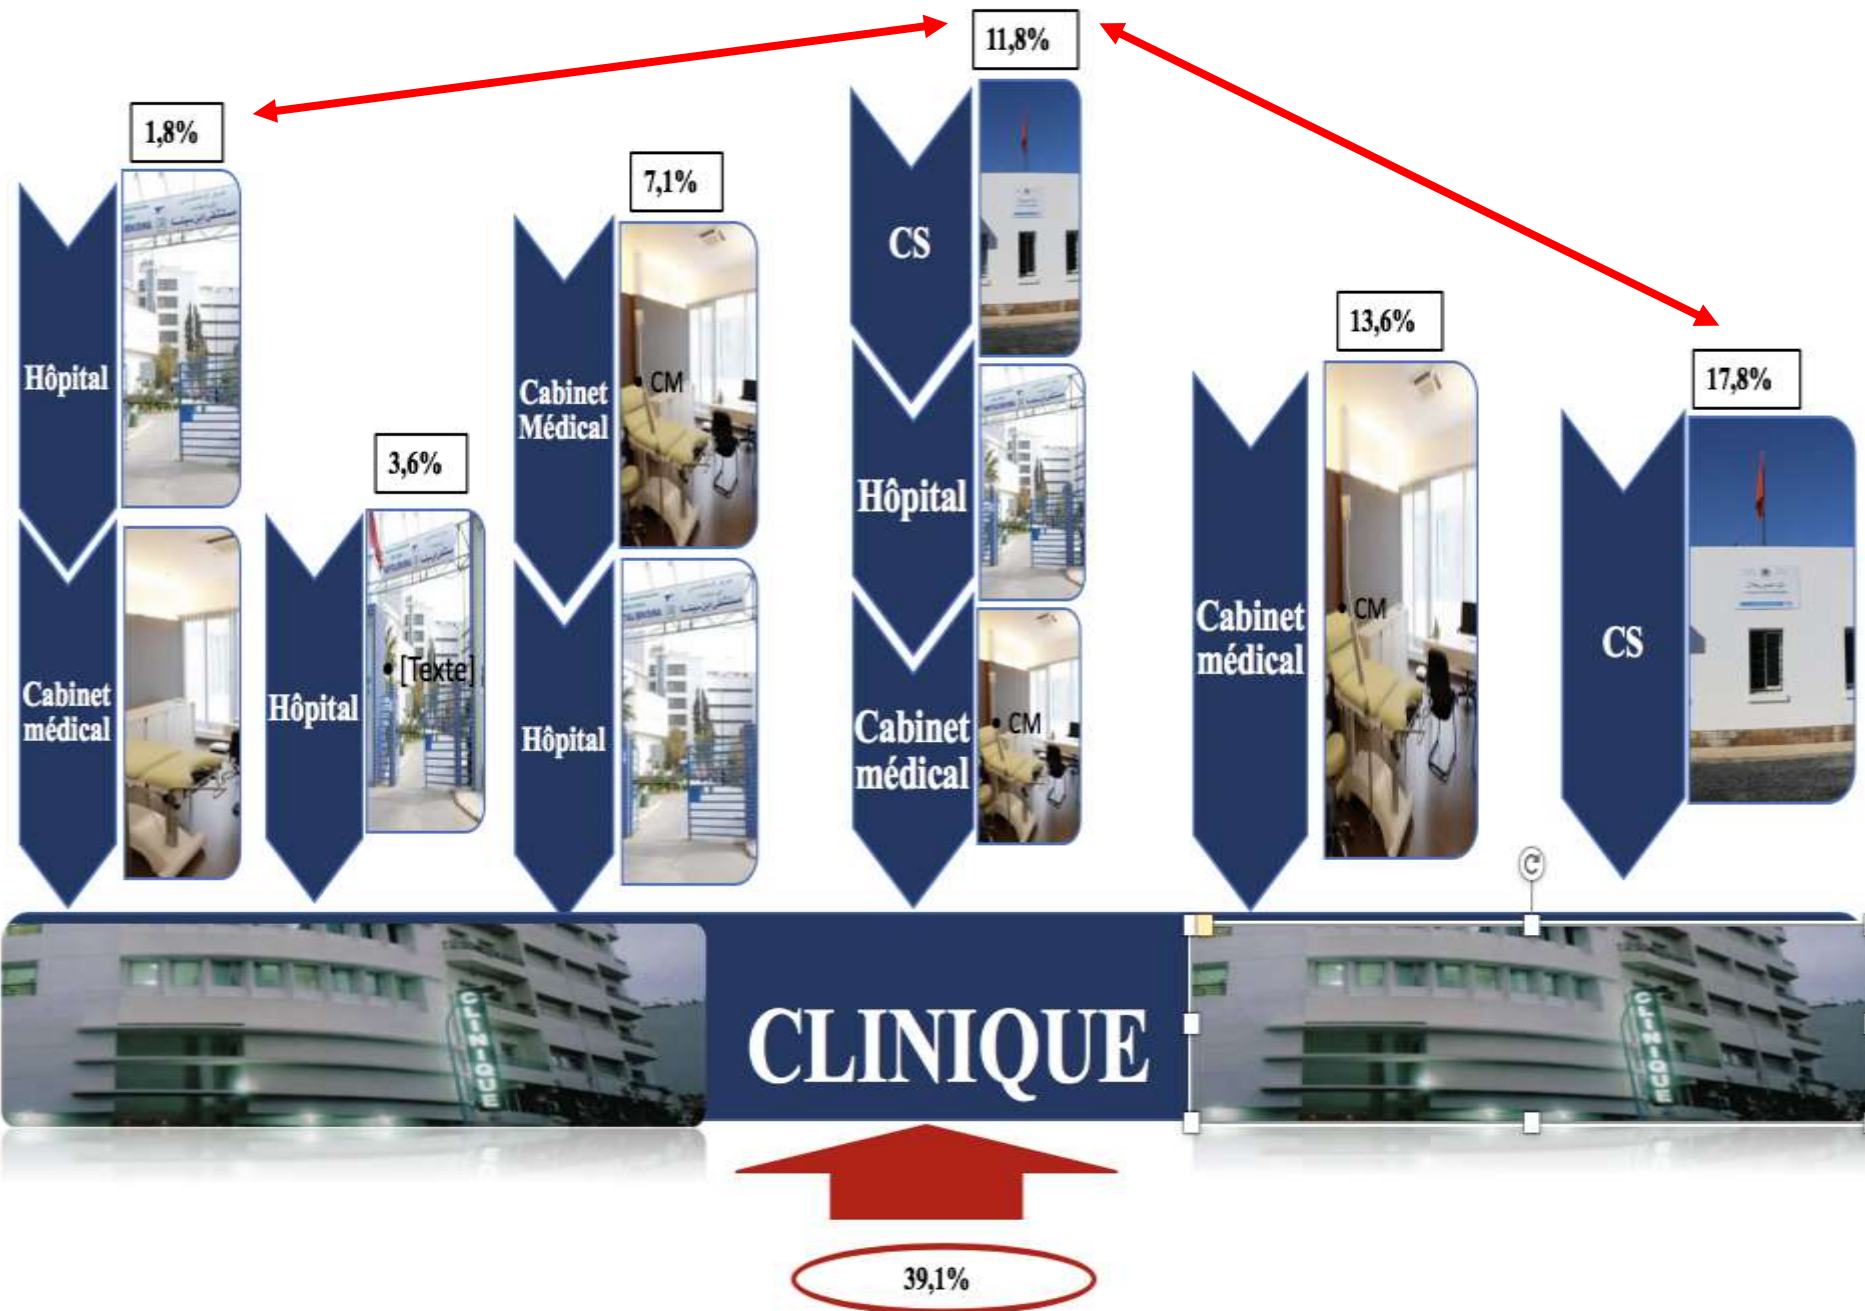 11,8%
1,8%
7,1%
CS
13,6%
Hôpital
Cabinet
Médical
• CM
17,8%
3,6%
Hôpital
Cabinet
médical
• CM
CS
Cabinet
médical
Hôpital
• [Texte]
Hôpital
Cabinet
médical
• CM
CLINIQUE
CLINIQUE
CLINIQUE
39,1%